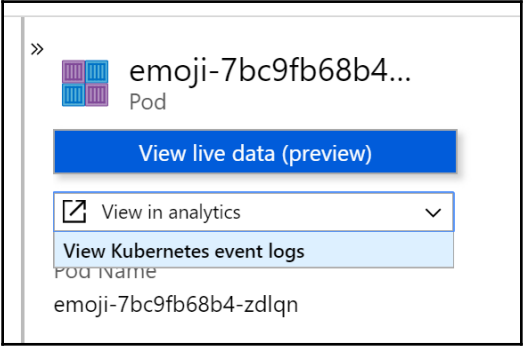 »
emoji-7bc9fb68b4...
Pod
View live data (preview)
View in analytics
View Kubernetes event logs
Pod Name
emoji-7bc9fb68b4-zdlqn